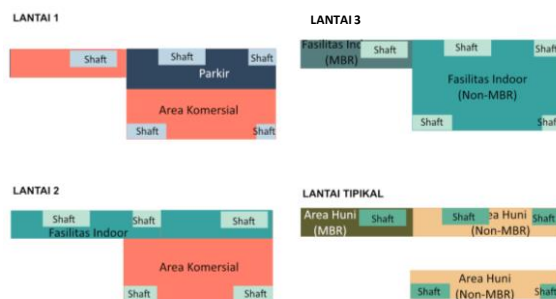 LANTAI 1
Shaft
Shaft
Shaft
Parkir
Area Komersial
Shaft
Shaft
LANTAI 3
Fasilitas Ind
(MBR)
Shaft
Shaft
Shaft
Fasilitas Indoor
(Non-MBR)
Shaft
Shaft
LANTAI 2
Shaft
Shaft
Shaft
Fasilitas Indoor
Area Komersial
Shaft
Shaft
LANTAI TIPIKAL
Area Huni
(MBR)
Shaft
Shaft
ea Huni
(Non-MBR)
Shaft
Area Huni
(Non-MBR)
Shaft
Shaft